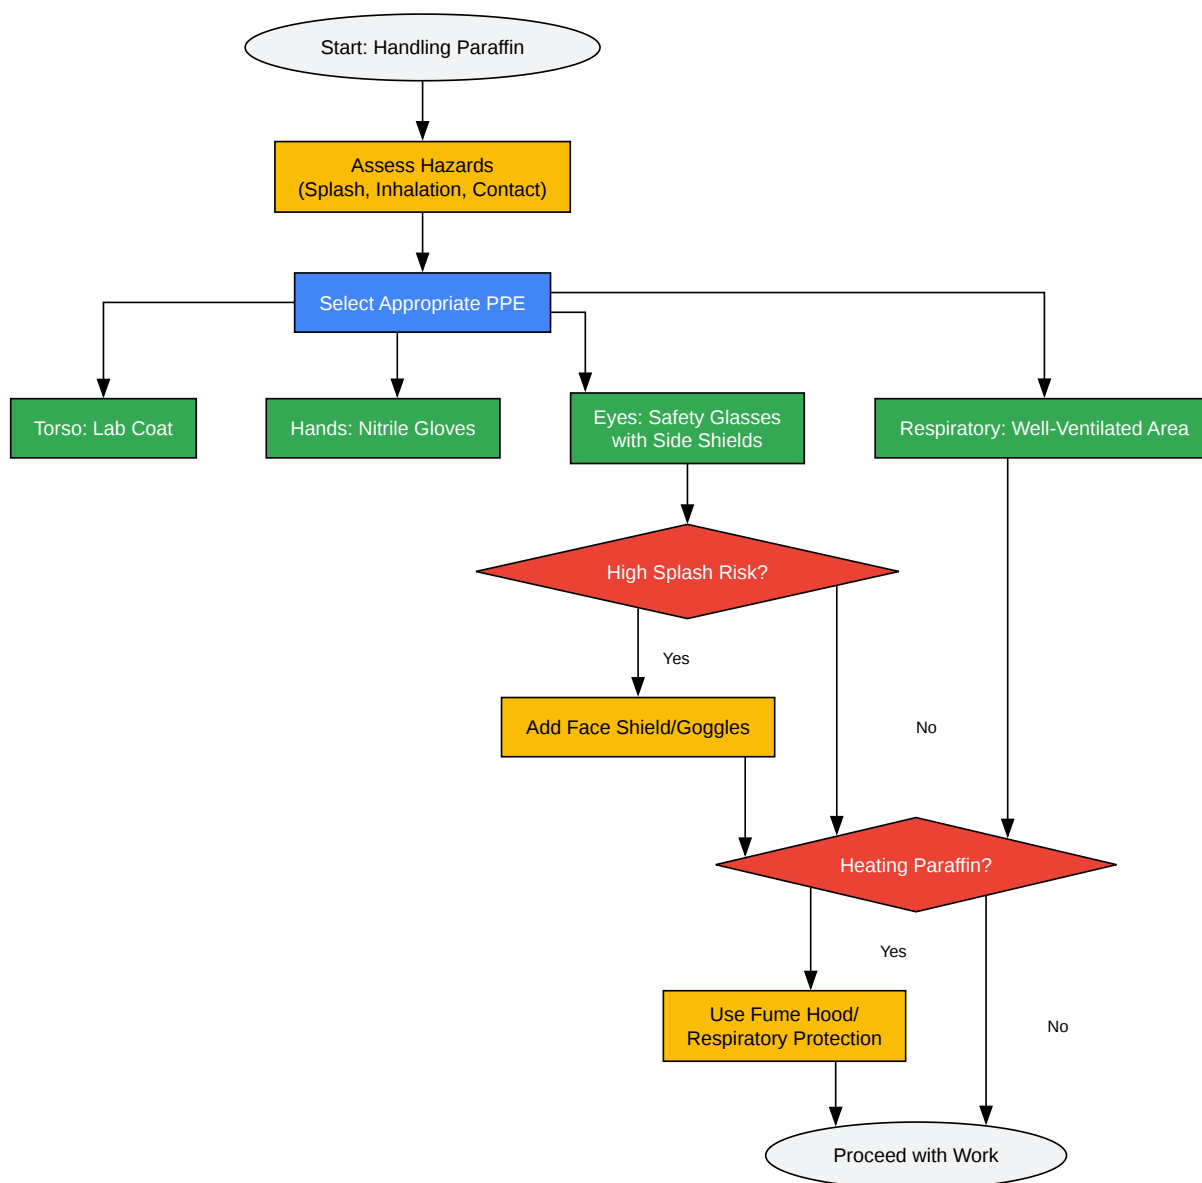 Start: Handling Paraffin
Assess Hazards
(Splash, Inhalation, Contact)
Select Appropriate PPE
Torso: Lab Coat
Hands: Nitrile Gloves
Eyes: Safety Glasses
with Side Shields
Respiratory: Well-Ventilated Area
High Splash Risk?
Yes
Add Face Shield/Goggles
No
Heating Paraffin?
Yes
Use Fume Hood/
Respiratory Protection
No
Proceed with Work